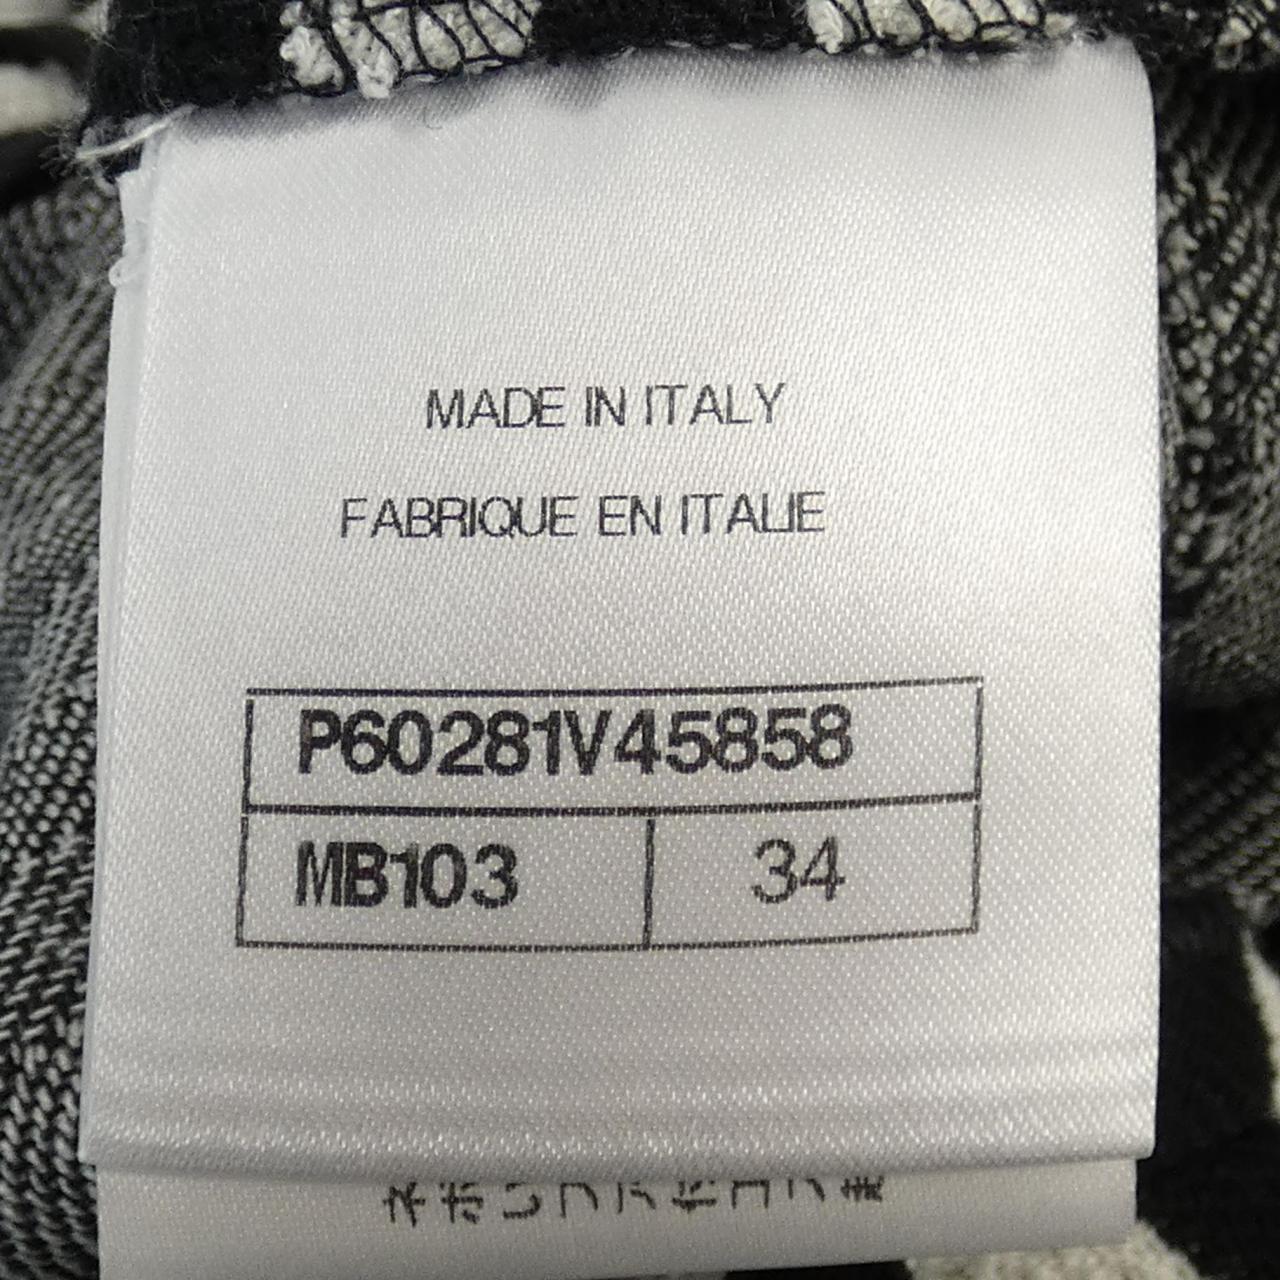 MADE IN ITALY
FABRIQUE EN ITALIE
P60281V45858
MB103 34